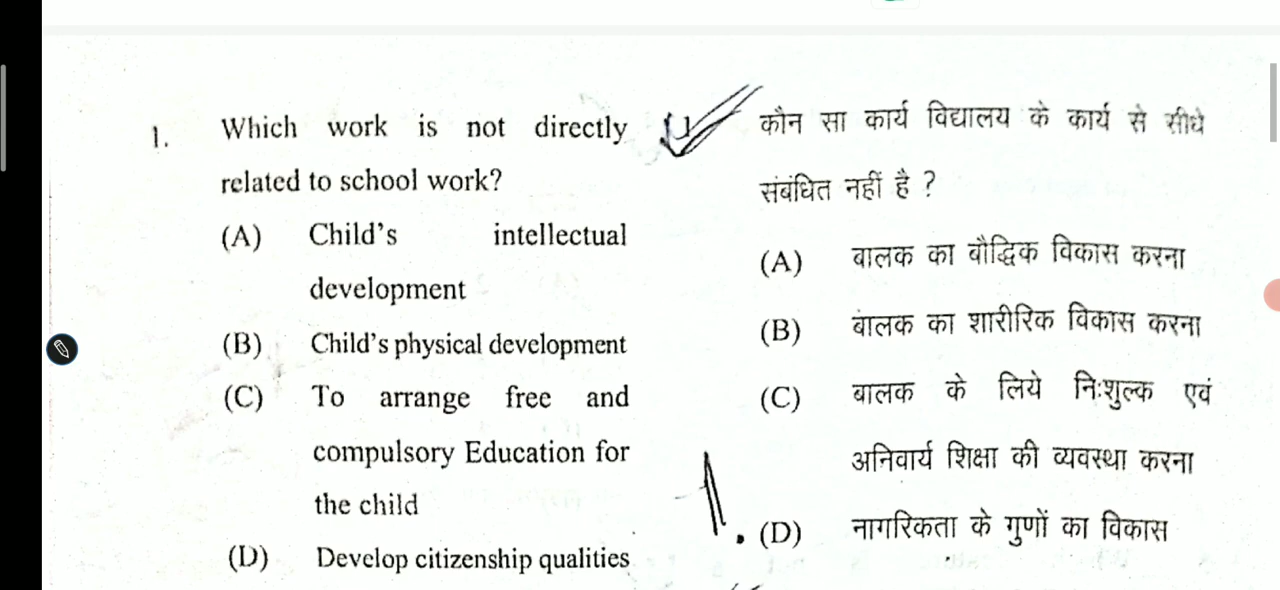 1. Which work is not directly
related to school work?
(A) Child's intellectual
development
(B) Child's physical development
(C) To arrange free and
compulsory Education for
the child
(D) Develop citizenship qualities
कौन सा कार्य विद्यालय के कार्य से सीधे
संबंधित नहीं है ?
(A) बालक का बौद्धिक विकास करना
(B) बालक का शारीरिक विकास करना
(C) बालक के लिये निःशुल्क एवं
अनिवार्य शिक्षा की व्यवस्था करना
(D) नागरिकता के गुणों का विकास